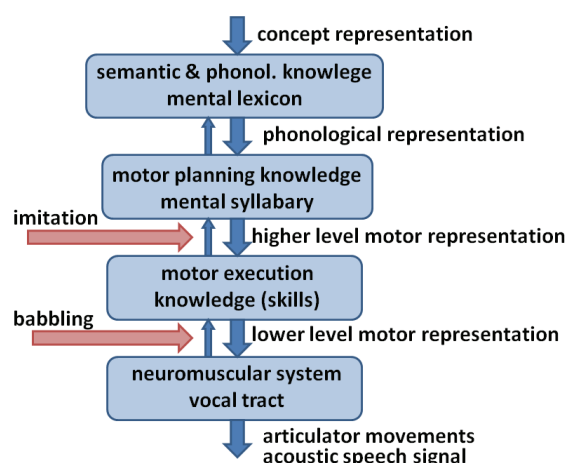 concept representation
semantic & phonol. knowlege
mental lexicon
phonological representation
motor planning knowledge
mental syllabary
imitation
higher level motor representation
motor execution
knowledge (skills)
babbling
lower level motor representation
neuromuscular system
vocal tract
articulator movements
acoustic speech signal